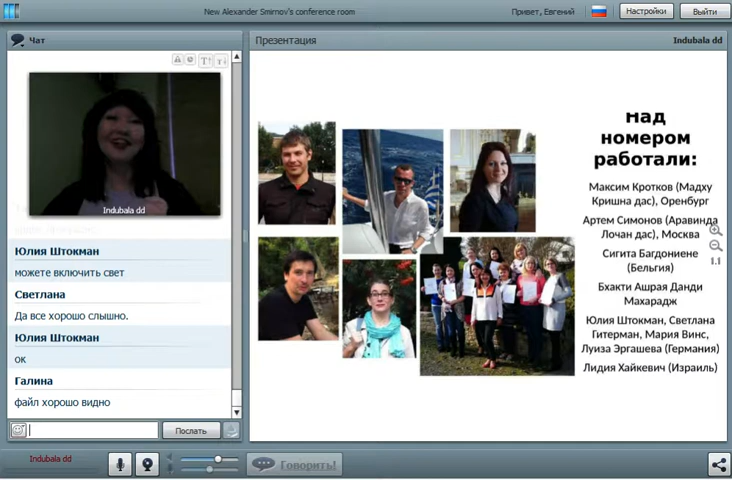 New Alexander Smirnov's conference room
Привет, Евгений
Настройки
Выйти
Чат
Indubala dd
Юлия Штокман
можете включить свет
Светлана
Да все хорошо слышно.
Юлия Штокман
ок
Галина
файл хорошо видно
Послать
Презентация
Indubala dd
Над
номером
работали:
Максим Кротков (Мадху
Кришна дас), Оренбург
Артем Симонов (Аравинда
Лочан дас), Москва
Сигита Багдониене
(Бельгия)
Бхакти Ашрая Данди
Махарадж
Юлия Штокман, Светлана
Гитерман, Мария Винс,
Луиза Эргашева (Германия)
Лидия Хайкевич (Израиль)
1:1
Indubala dd
Говорить!